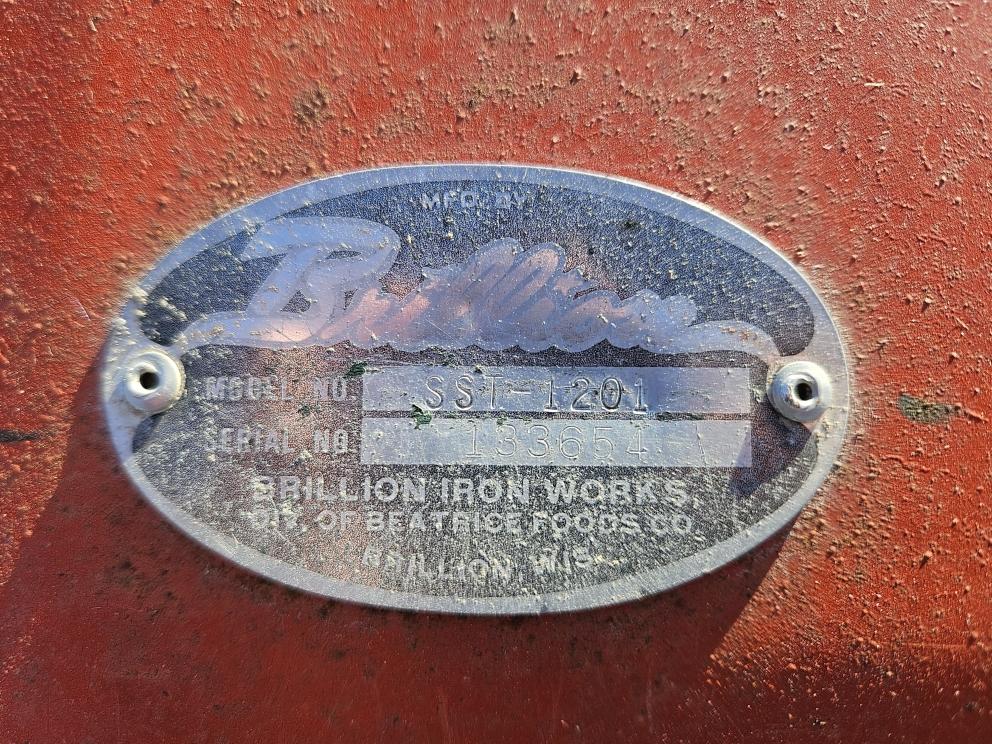 MFG. BY
Brillion
MODEL NO. SST-1201
SERIAL NO. 133654
BRILLION IRON WORKS,
DIV. OF BEATRICE FOODS CO.
BRILLION, WIS.